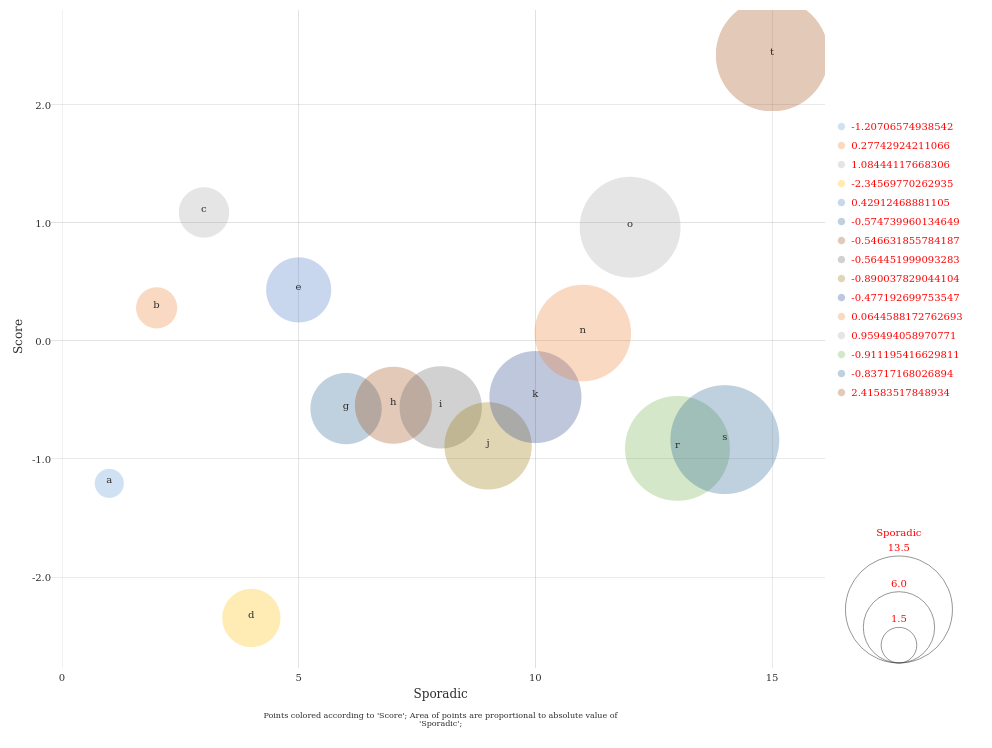 t
2.0
c
1.0
o
e
b
n
0.0
Score
k
h
g
i
j
s
r
-1.0
a
-2.0
d
0
5
10
15
Sporadic
Points colored according to 'Score'; Area of points are proportional to absolute value of
'Sporadic';
-1.20706574938542
0.27742924211066
1.08444117668306
-2.34569770262935
0.42912468881105
-0.574739960134649
-0.546631855784187
-0.564451999093283
-0.890037829044104
-0.477192699753547
0.0644588172762693
0.959494058970771
-0.911195416629811
-0.83717168026894
2.41583517848934
Sporadic
13.5
6.0
1.5